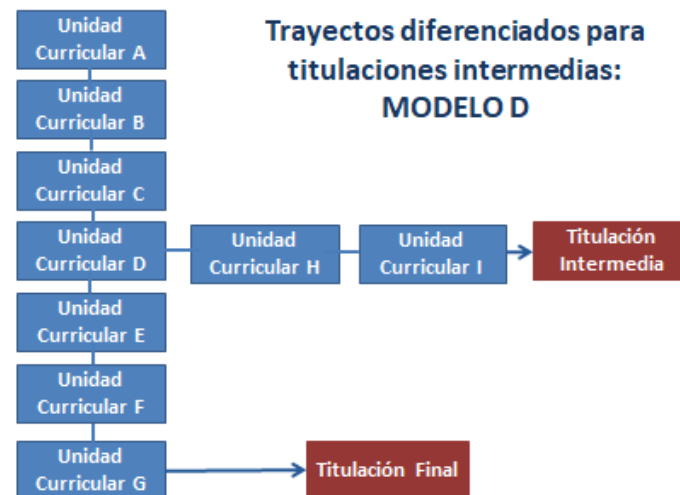 Unidad
Curricular A
Trayectos diferenciados para
titulaciones intermedias:
MODELO D
Unidad
Curricular B
Unidad
Curricular C
Unidad
Curricular D
Unidad
Curricular H
Unidad
Curricular I
Titulación
Intermedia
Unidad
Curricular E
Unidad
Curricular F
Unidad
Curricular G
Titulación Final